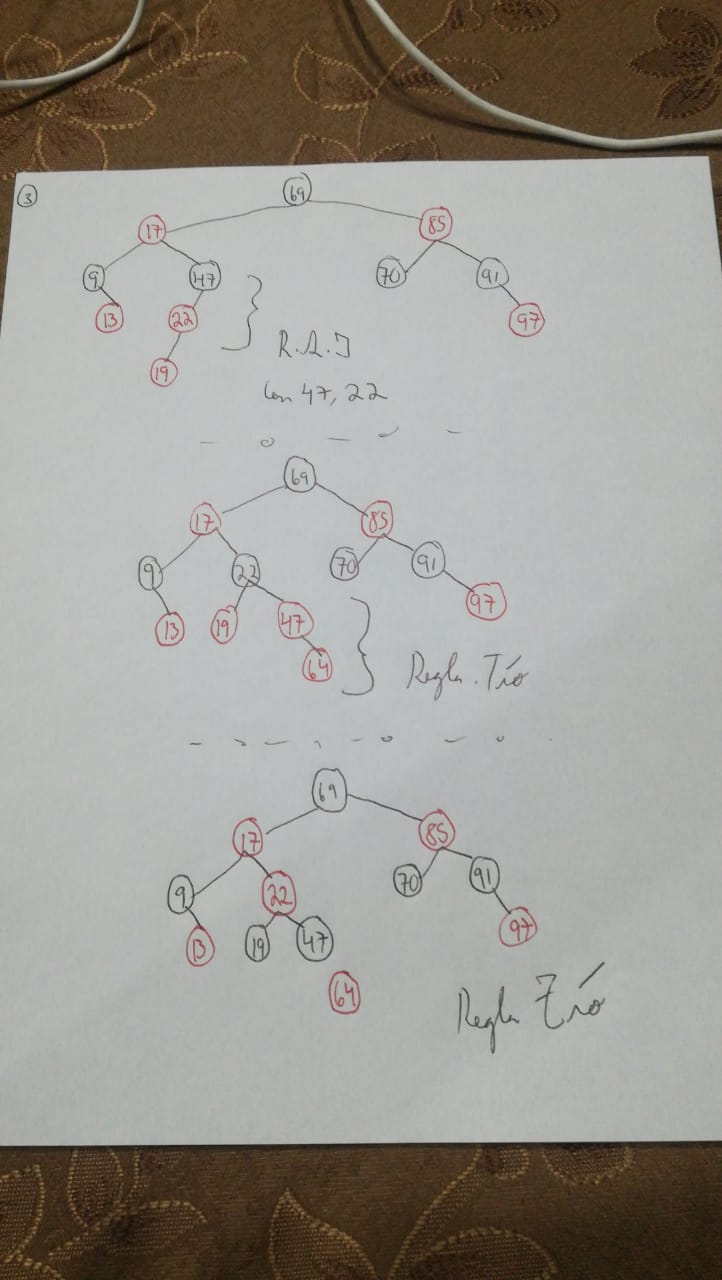 3
69
17 85
9 47 70 91
13 22 97
19
R.A.I
Con 47, 22
69
17 85
9 22 70 91
13 19 47 97
64
Regla. Tío
69
17 85
9 22 70 91
13 19 47 97
64
Regla Tío